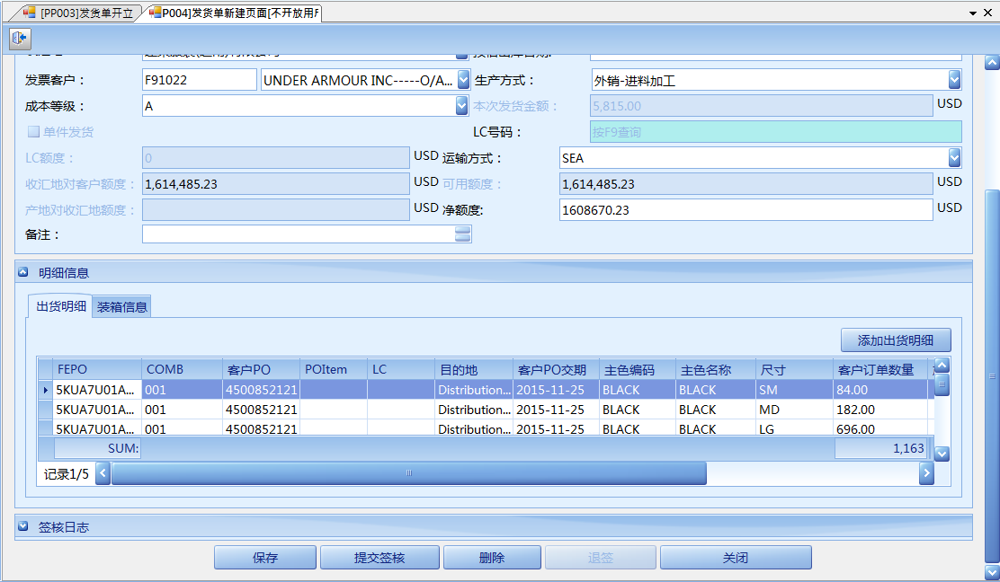 [PP003]发货单开立
P004]发货单新建页面[不开放用
发票客户： F91022 UNDER ARMOUR INC-----O/A... 生产方式： 外销-进料加工
成本等级： A 本次发货金额： 5,815.00 USD
单件发货 LC号码： 按F9查询
LC额度： 0 USD 运输方式： SEA
收汇地对客户额度： 1,614,485.23 USD 可用额度： 1,614,485.23 USD
产地对收汇地额度： USD 净额度: 1608670.23 USD
备注：
明细信息
出货明细 装箱信息
添加出货明细
FEPO COMB 客户PO POItem LC 目的地 客户PO交期 主色编码 主色名称 尺寸 客户订单数量
5KUA7U01A... 001 4500852121 Distribution... 2015-11-25 BLACK BLACK SM 84.00
5KUA7U01A... 001 4500852121 Distribution... 2015-11-25 BLACK BLACK MD 182.00
5KUA7U01A... 001 4500852121 Distribution... 2015-11-25 BLACK BLACK LG 696.00
SUM: 1,163
记录1/5
签核日志
保存 提交签核 删除 退签 关闭